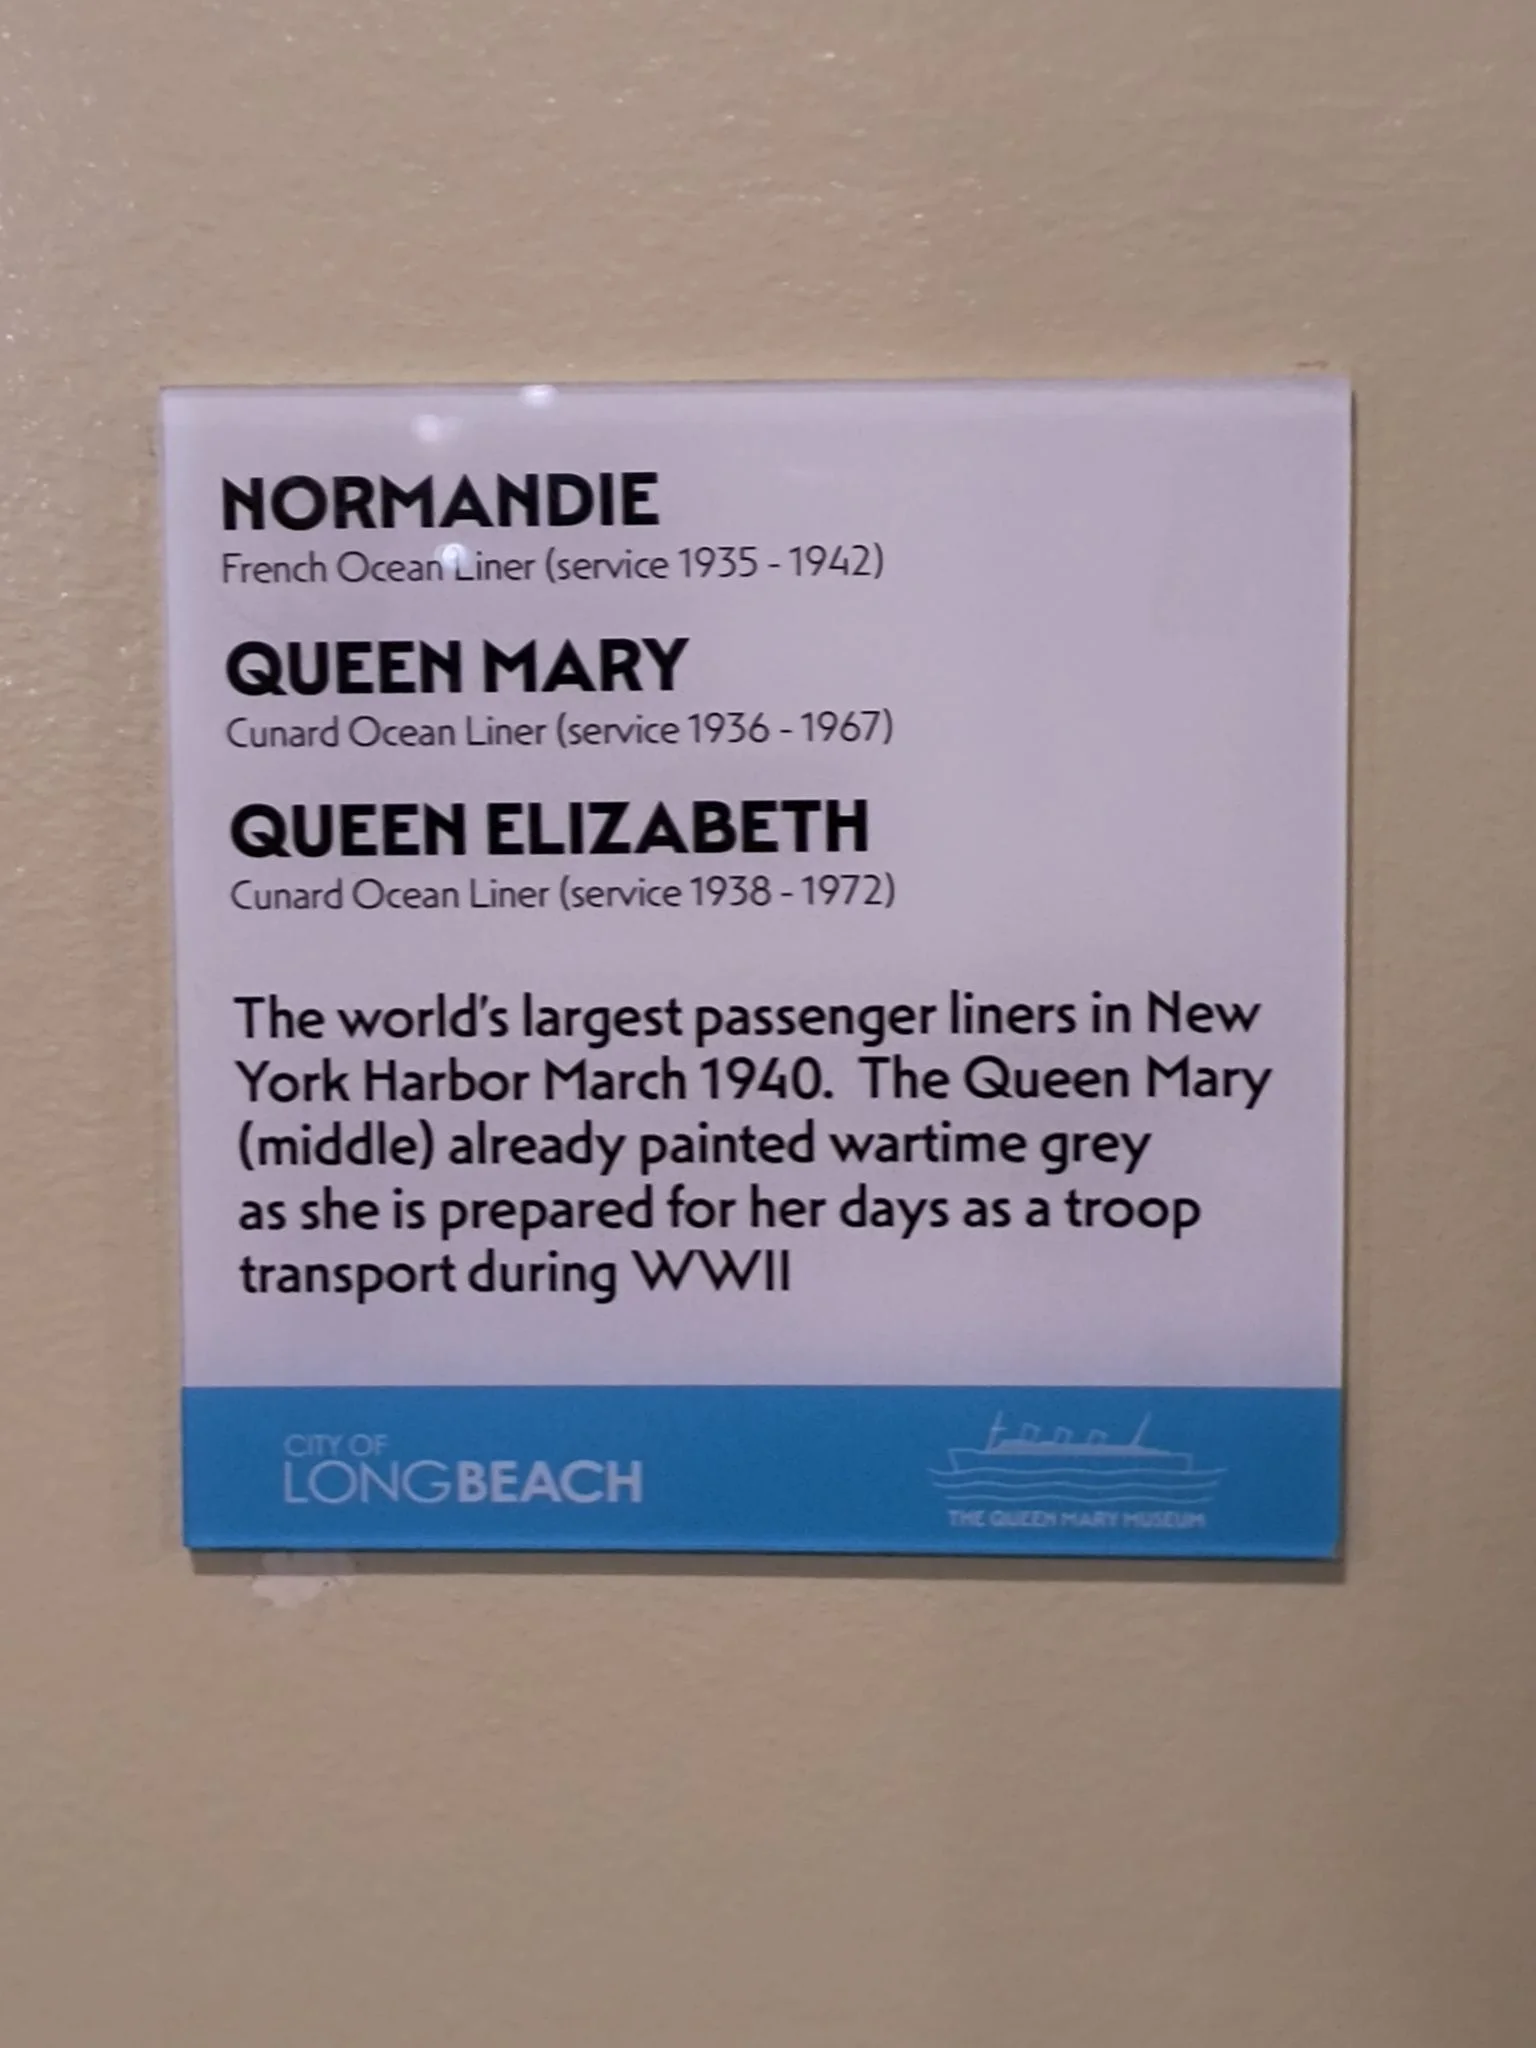 NORMANDIE
French Ocean Liner (service 1935 - 1942)
QUEEN MARY
Cunard Ocean Liner (service 1936 - 1967)
QUEEN ELIZABETH
Cunard Ocean Liner (service 1938 - 1972)
The world's largest passenger liners in New
York Harbor March 1940. The Queen Mary
(middle) already painted wartime grey
as she is prepared for her days as a troop
transport during WWII
CITY OF
LONGBEACH
THE QUEEN MARY MUSEUM